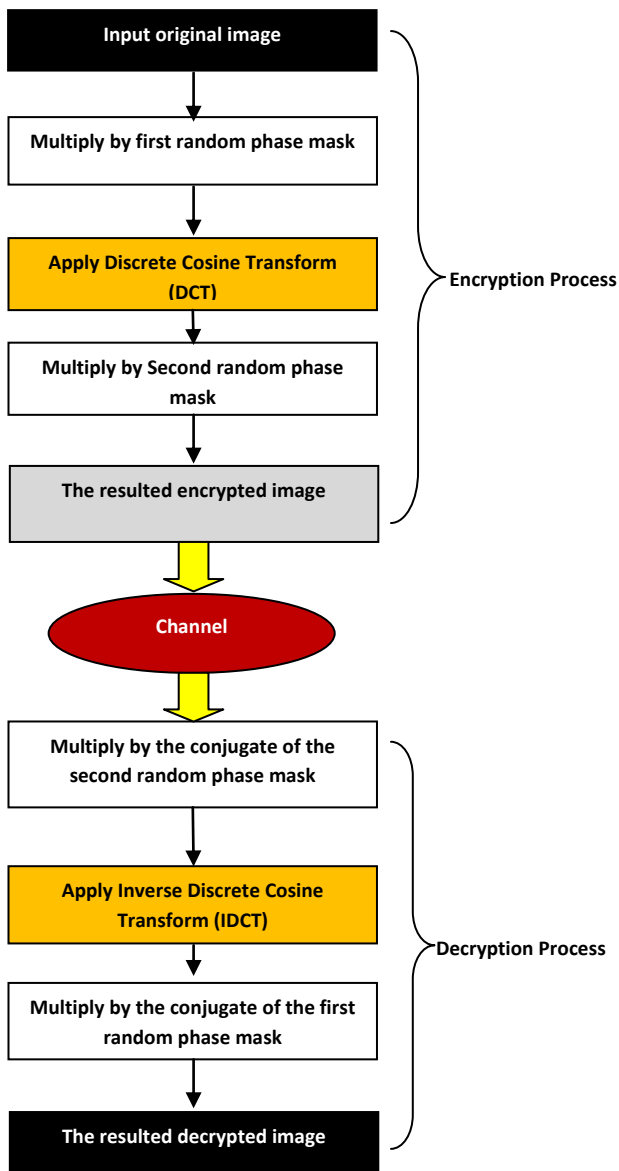 Input original image
Multiply by first random phase mask
Apply Discrete Cosine Transform
(DCT)
Encryption Process
Multiply by Second random phase
mask
The resulted encrypted image
Channel
Multiply by the conjugate of the
second random phase mask
Apply Inverse Discrete Cosine
Transform (IDCT)
Decryption Process
Multiply by the conjugate of the first
random phase mask
The resulted decrypted image